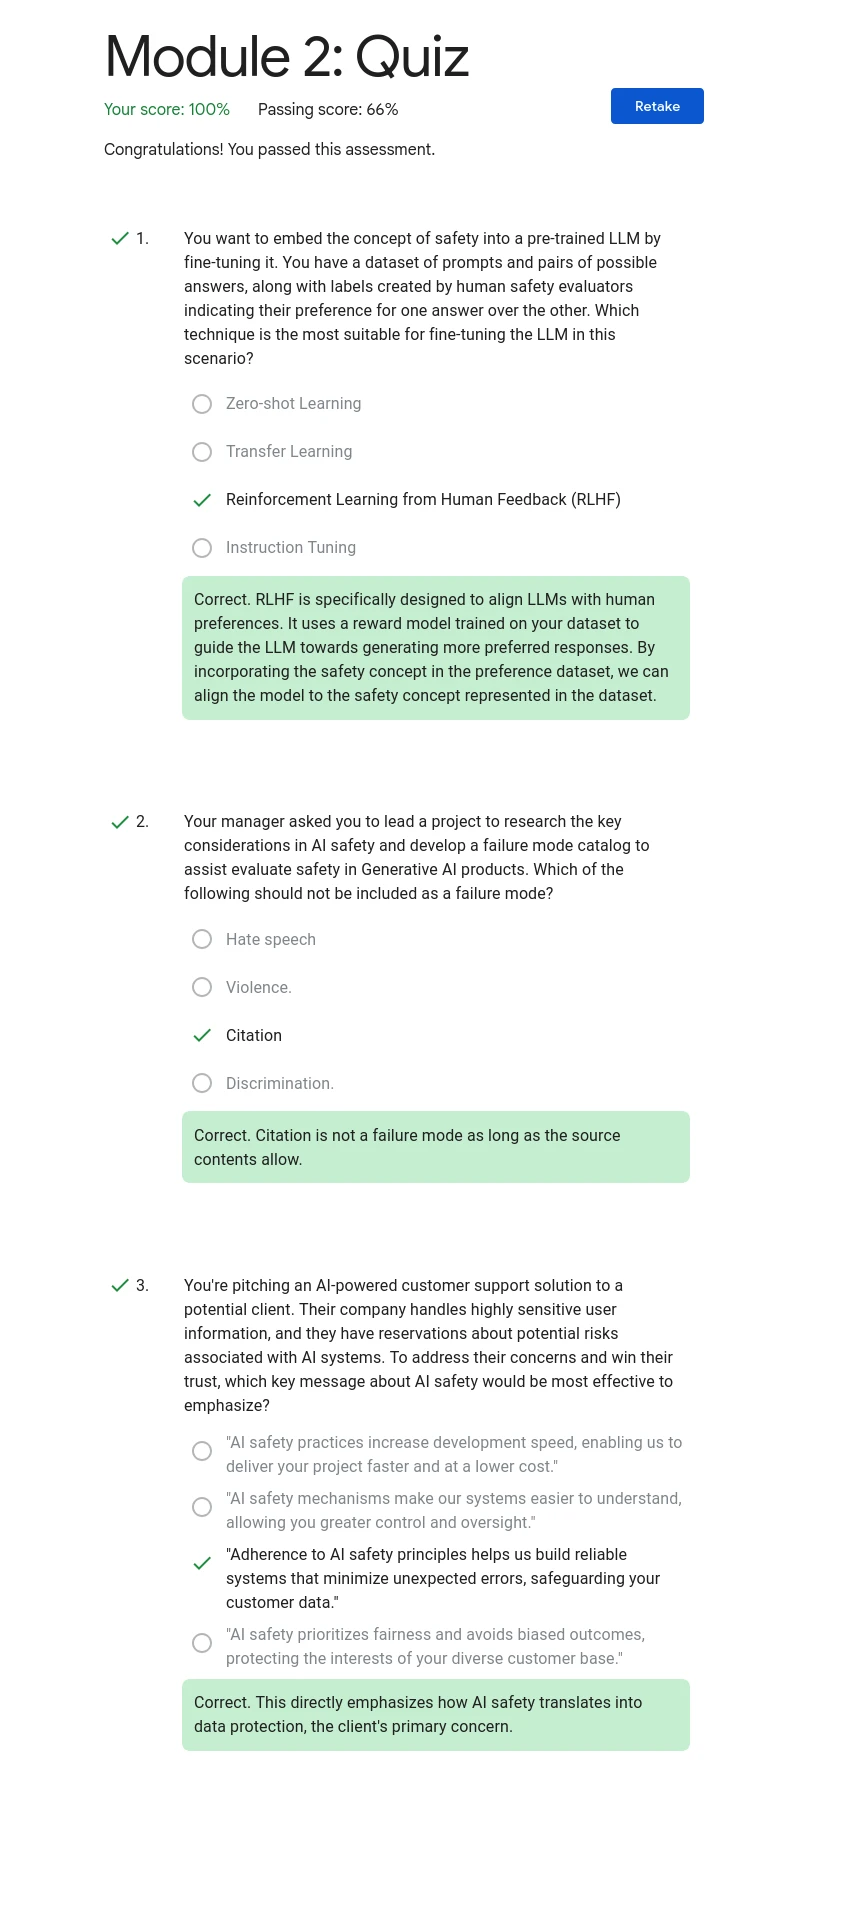 Module 2: Quiz
Your score: 100% Passing score: 66%
Retake
Congratulations! You passed this assessment.
1. You want to embed the concept of safety into a pre-trained LLM by
fine-tuning it. You have a dataset of prompts and pairs of possible
answers, along with labels created by human safety evaluators
indicating their preference for one answer over the other. Which
technique is the most suitable for fine-tuning the LLM in this
scenario?
Zero-shot Learning
Transfer Learning
Reinforcement Learning from Human Feedback (RLHF)
Instruction Tuning
Correct. RLHF is specifically designed to align LLMs with human
preferences. It uses a reward model trained on your dataset to
guide the LLM towards generating more preferred responses. By
incorporating the safety concept in the preference dataset, we can
align the model to the safety concept represented in the dataset.
2. Your manager asked you to lead a project to research the key
considerations in AI safety and develop a failure mode catalog to
assist evaluate safety in Generative AI products. Which of the
following should not be included as a failure mode?
Hate speech
Violence.
Citation
Discrimination.
Correct. Citation is not a failure mode as long as the source
contents allow.
3. You're pitching an AI-powered customer support solution to a
potential client. Their company handles highly sensitive user
information, and they have reservations about potential risks
associated with AI systems. To address their concerns and win their
trust, which key message about AI safety would be most effective to
emphasize?
"AI safety practices increase development speed, enabling us to
deliver your project faster and at a lower cost."
"AI safety mechanisms make our systems easier to understand,
allowing you greater control and oversight."
"Adherence to AI safety principles helps us build reliable
systems that minimize unexpected errors, safeguarding your
customer data."
"AI safety prioritizes fairness and avoids biased outcomes,
protecting the interests of your diverse customer base."
Correct. This directly emphasizes how AI safety translates into
data protection, the client's primary concern.